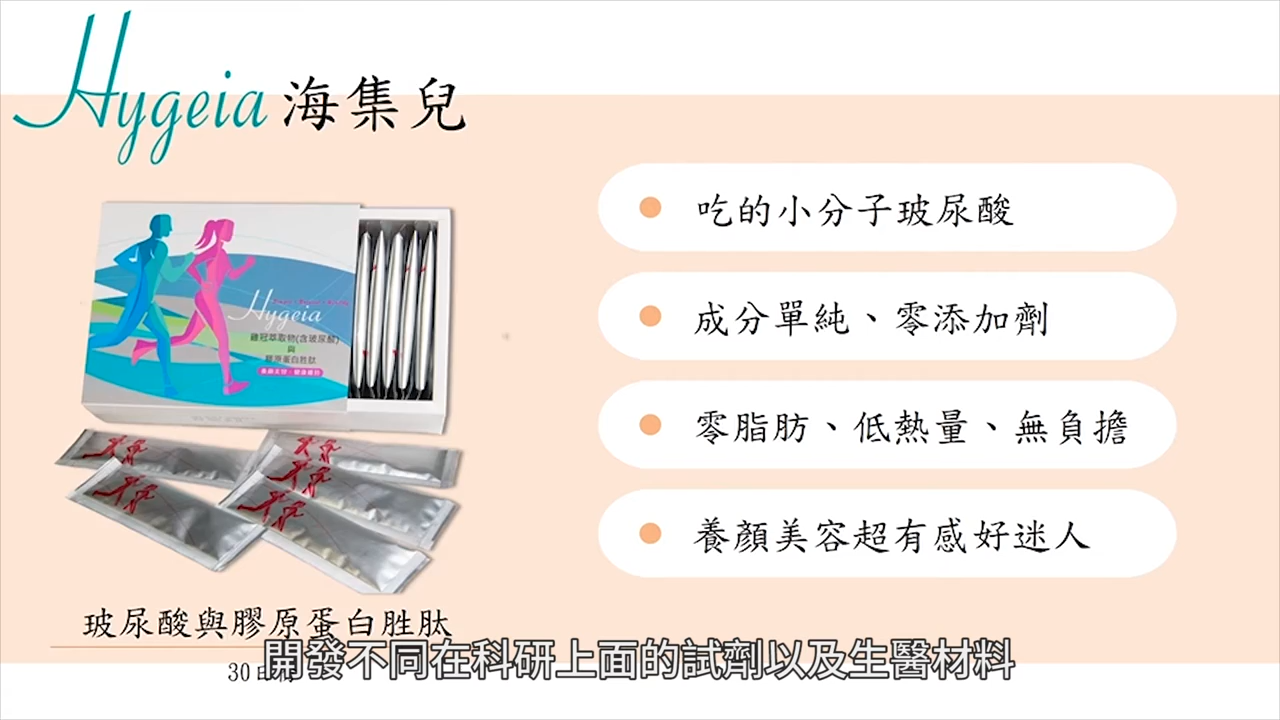 Hygeia 海集兒
吃的小分子玻尿酸
成分單純、零添加劑
零脂肪、低熱量、無負擔
養顏美容超有感好迷人
Hygeia
雞冠萃取物(含玻尿酸)
與
膠原蛋白胜肽
玻尿酸與膠原蛋白胜肽
30日
開發不同在科研上面的試劑以及生醫材料